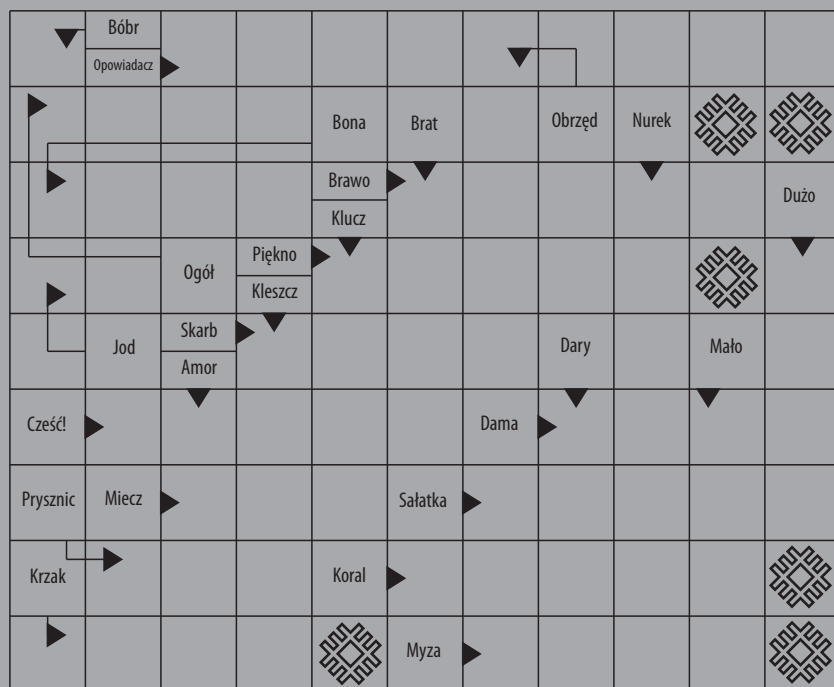 Bóbr
Opowiadacz
Bona
Brat
Obrzęd
Nurek
Brawo
Klucz
Dużo
Ogół
Piękno
Kleszcz
Jod
Skarb
Amor
Dary
Mało
Cześć!
Dama
Prysznic
Miecz
Sałatka
Krzak
Koral
Myza